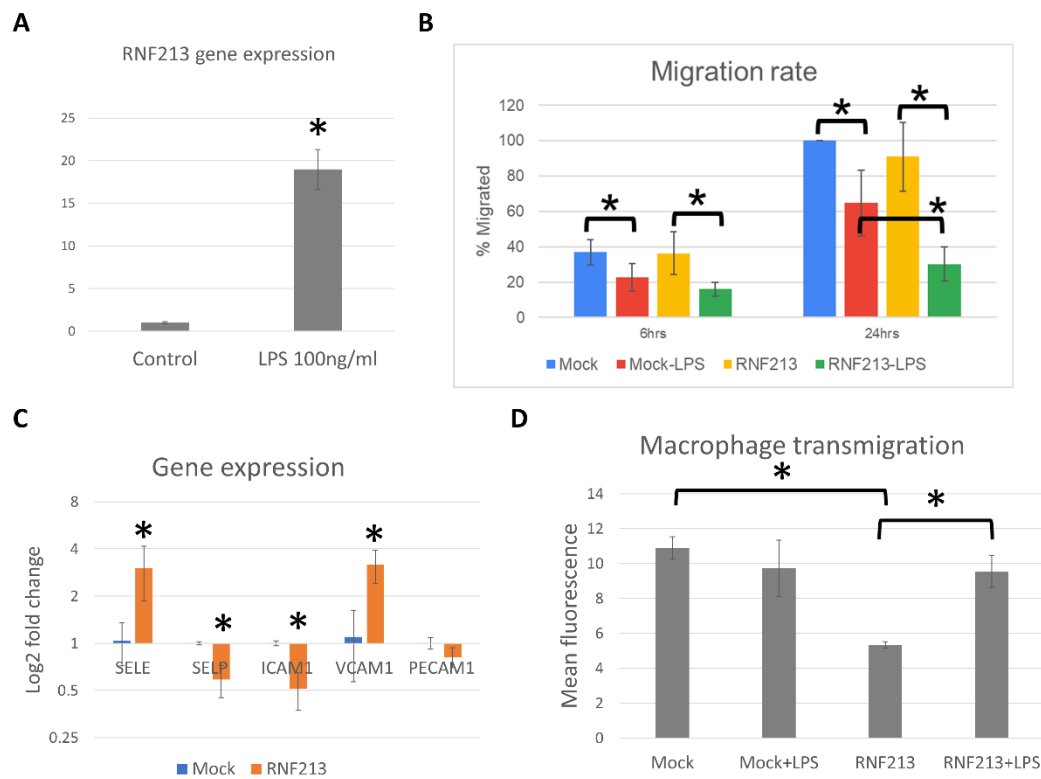 A
RNF213 gene expression
25
20
15
10
5
0
*
Control
LPS 100ng/ml
B
Migration rate
% Migrated
120
100
80
60
40
20
0
*
*
*
*
*
6hrs
24hrs
Mock
Mock-LPS
RNF213
RNF213-LPS
C
Gene expression
Log2 fold change
8
4
2
1
0.5
0.25
*
*
*
*
SELE
SELP
ICAM1
VCAM1
PECAM1
Mock
RNF213
D
Macrophage transmigration
Mean fluorescence
14
12
10
8
6
4
2
0
*
*
Mock
Mock+LPS
RNF213
RNF213+LPS